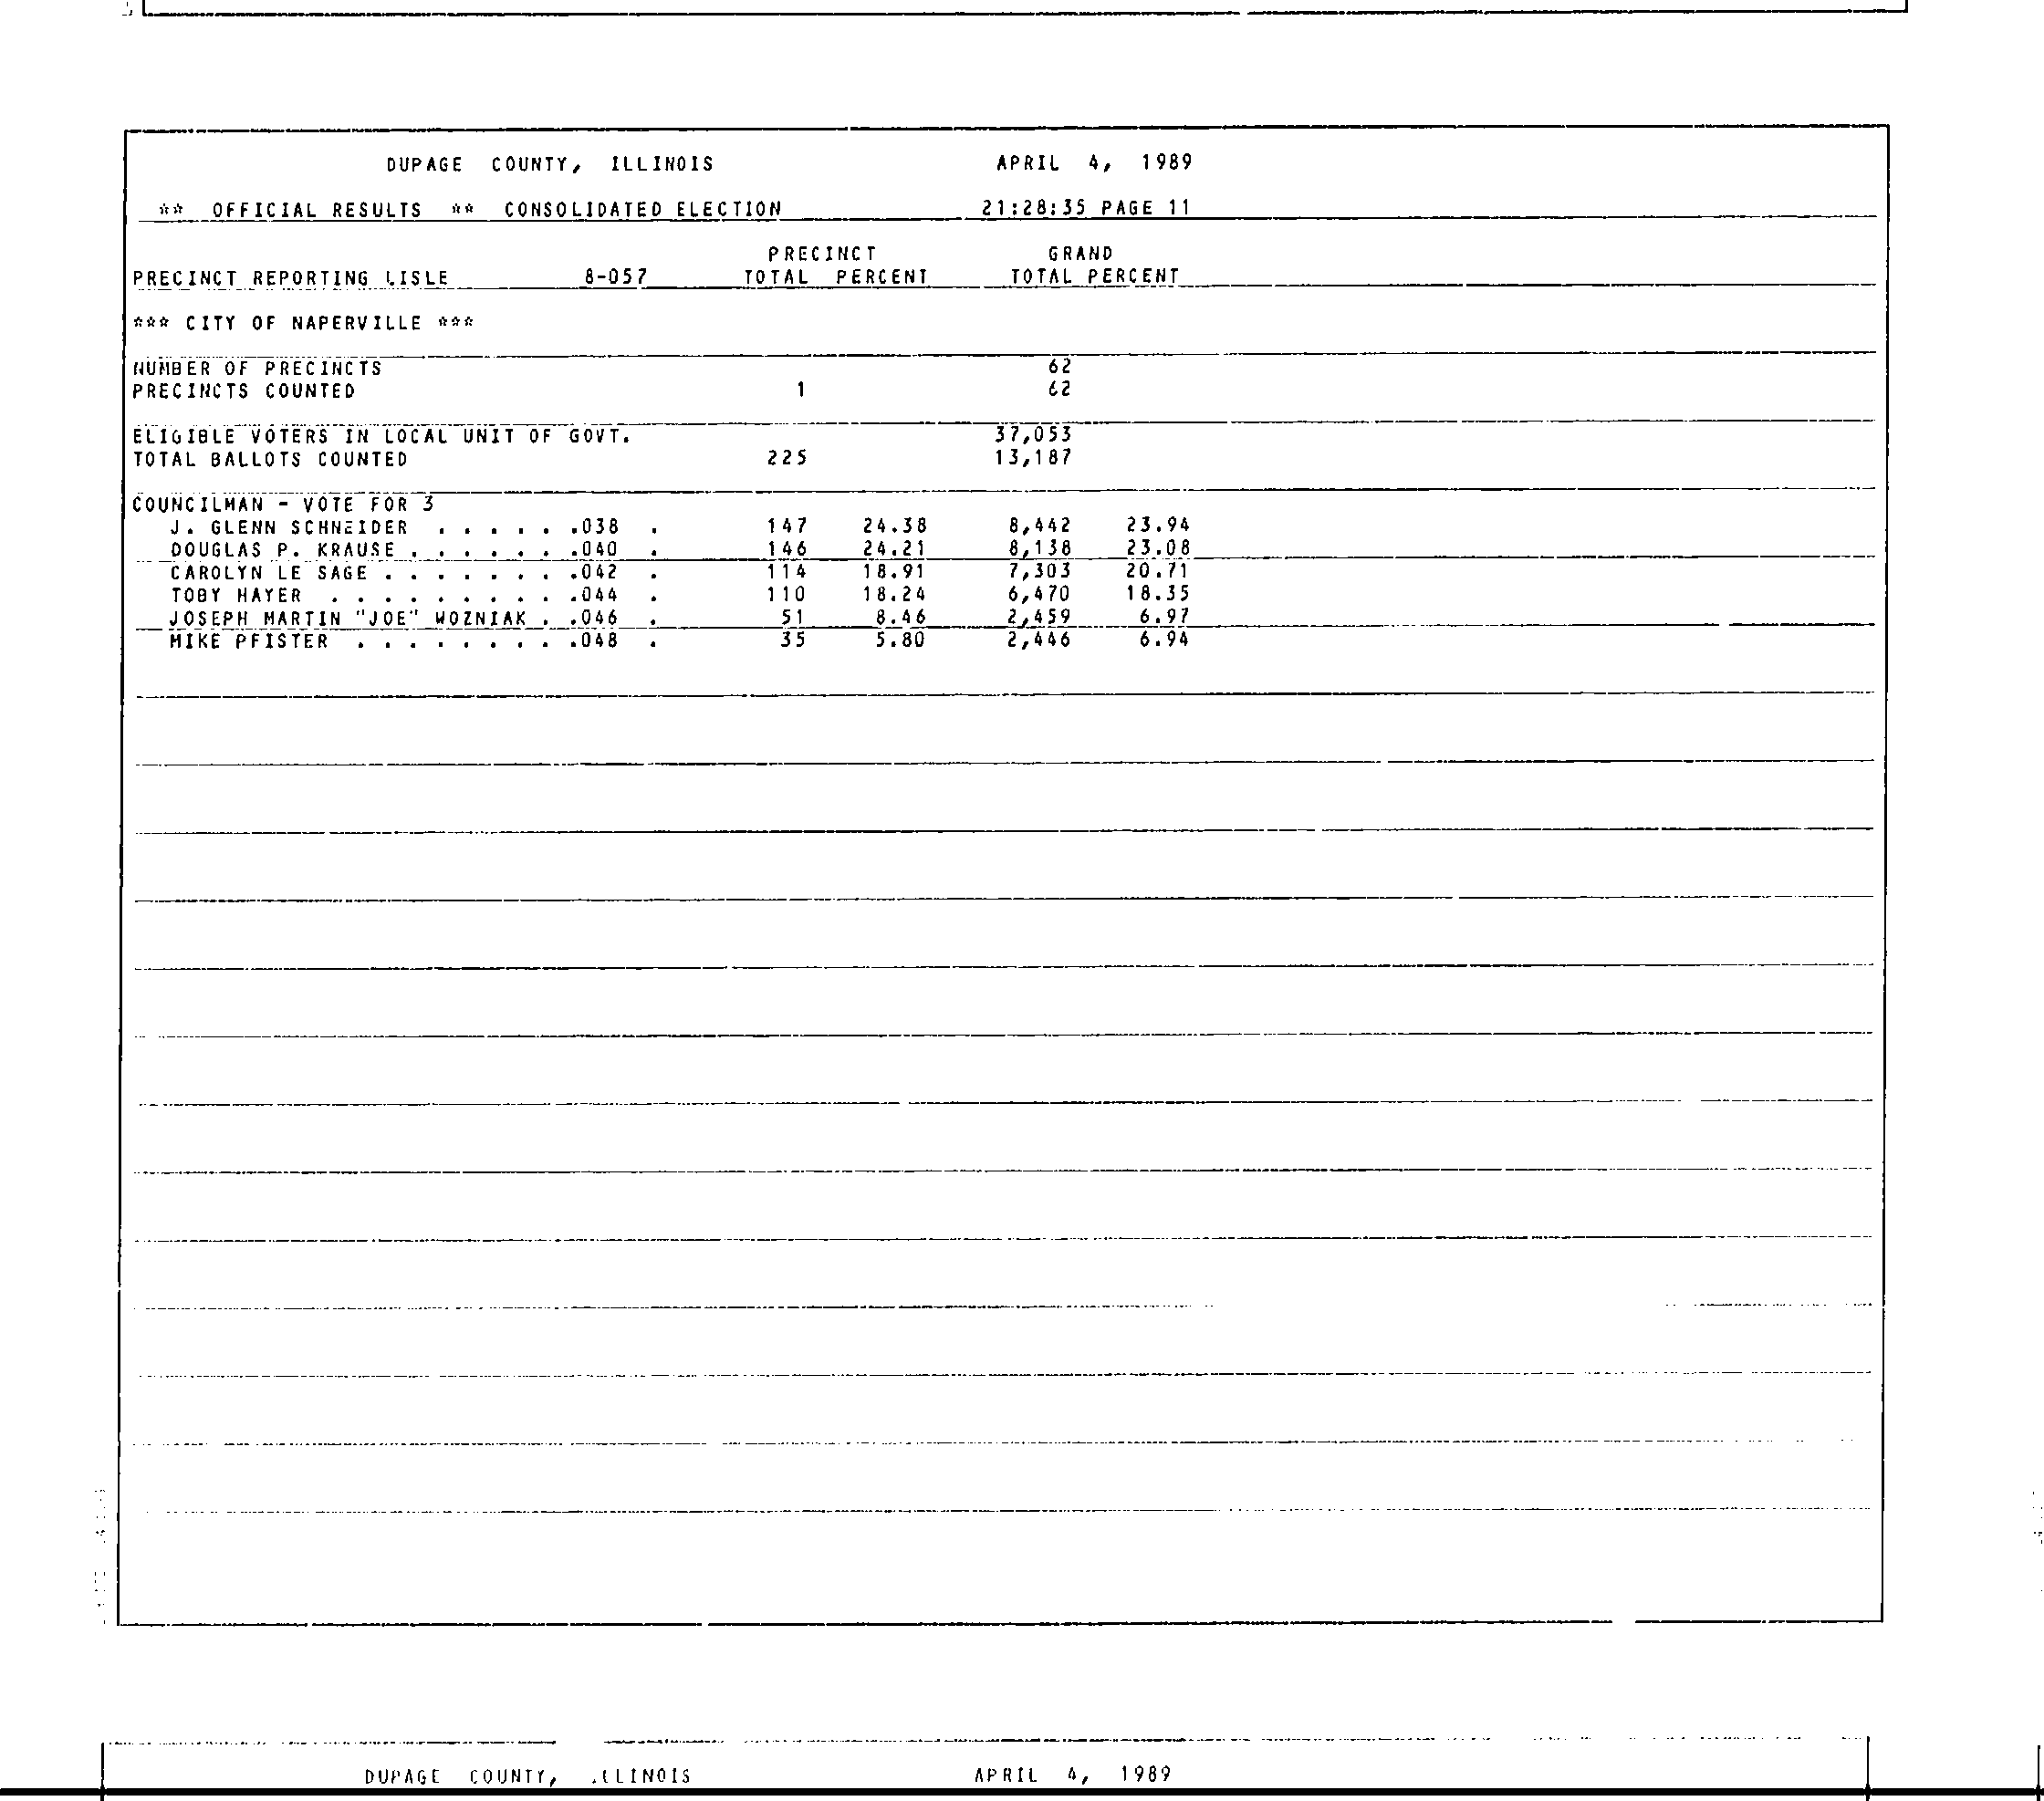 DUPAGE COUNTY, ILLINOIS APRIL 4, 1989
** OFFICIAL RESULTS ** CONSOLIDATED ELECTION 21:28:35 PAGE 11
PRECINCT GRAND
PRECINCT REPORTING LISLE 8-057 TOTAL PERCENT TOTAL PERCENT
*** CITY OF NAPERVILLE ***
NUMBER OF PRECINCTS 62
PRECINCTS COUNTED 1 62
ELIGIBLE VOTERS IN LOCAL UNIT OF GOVT. 37,053
TOTAL BALLOTS COUNTED 225 13,187
COUNCILMAN - VOTE FOR 3
J. GLENN SCHNEIDER . . . . . .038 . 147 24.38 8,442 23.94
DOUGLAS P. KRAUSE . . . . . . .040 . 146 24.21 8,138 23.08
CAROLYN LE SAGE . . . . . . . .042 . 114 18.91 7,303 20.71
TOBY HAYER . . . . . . . . . .044 . 110 18.24 6,470 18.35
JOSEPH MARTIN "JOE" WOZNIAK . .046 . 51 8.46 2,459 6.97
MIKE PFISTER . . . . . . . . .048 . 35 5.80 2,446 6.94
DUPAGE COUNTY, ILLINOIS APRIL 4, 1989